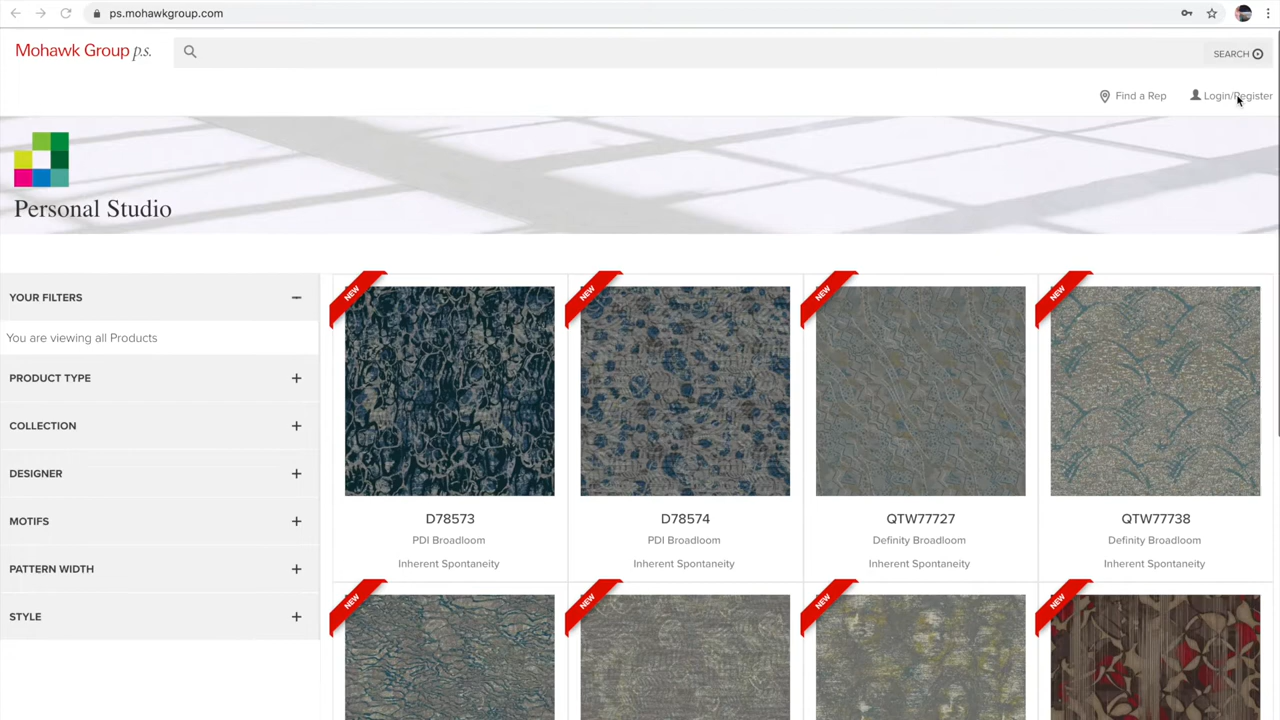 ps.mohawkgroup.com
Mohawk Group p.s.
SEARCH
Find a Rep
Login/Register
Personal Studio
YOUR FILTERS
You are viewing all Products
PRODUCT TYPE
COLLECTION
DESIGNER
MOTIFS
PATTERN WIDTH
STYLE
NEW
NEW
NEW
NEW
D78573
D78574
QTW77727
QTW77738
PDI Broadloom
PDI Broadloom
Definity Broadloom
Definity Broadloom
Inherent Spontaneity
Inherent Spontaneity
Inherent Spontaneity
Inherent Spontaneity
NEW
NEW
NEW
NEW